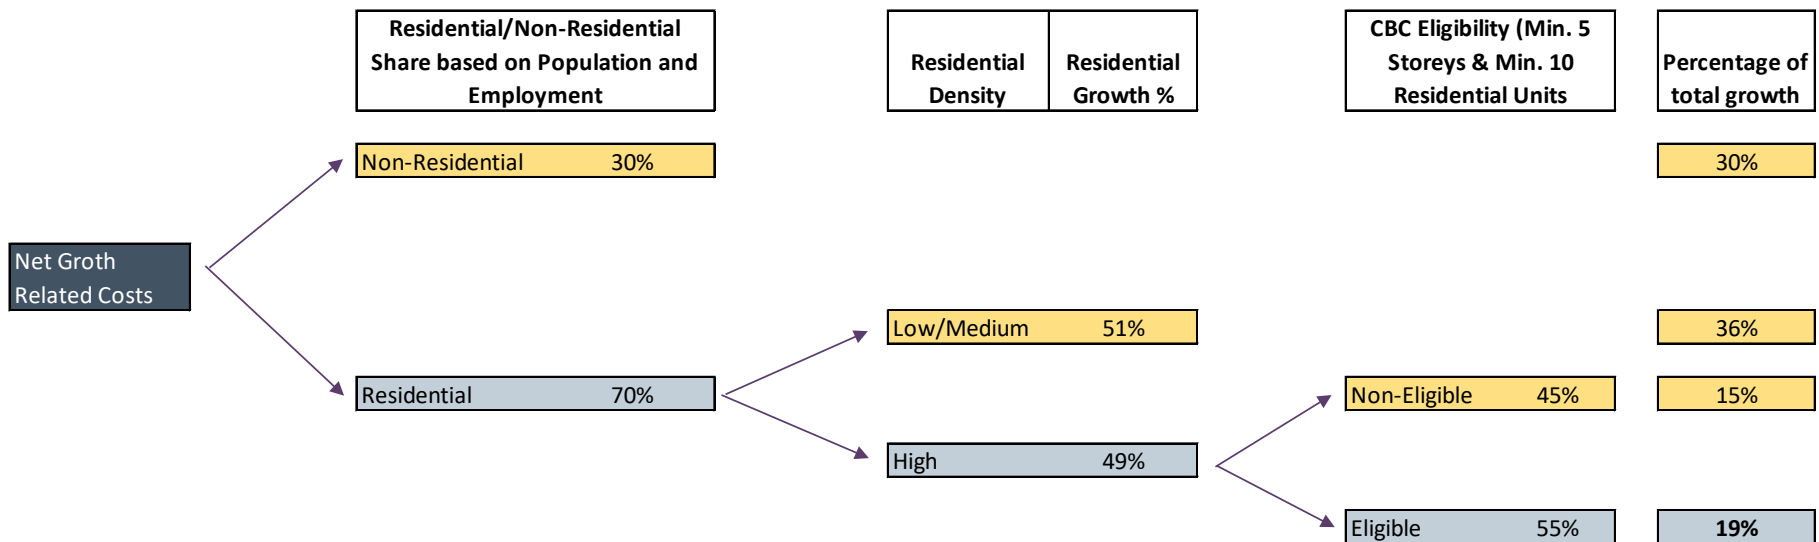 Residential/Non-Residential
Share based on Population and
Employment
Residential
Density
Residential
Growth %
CBC Eligibility (Min. 5
Storeys & Min. 10
Residential Units
Percentage of
total growth
Non-Residential 30%
30%
Net Groth
Related Costs
Low/Medium 51%
36%
Residential 70%
Non-Eligible 45%
15%
High 49%
Eligible 55%
19%